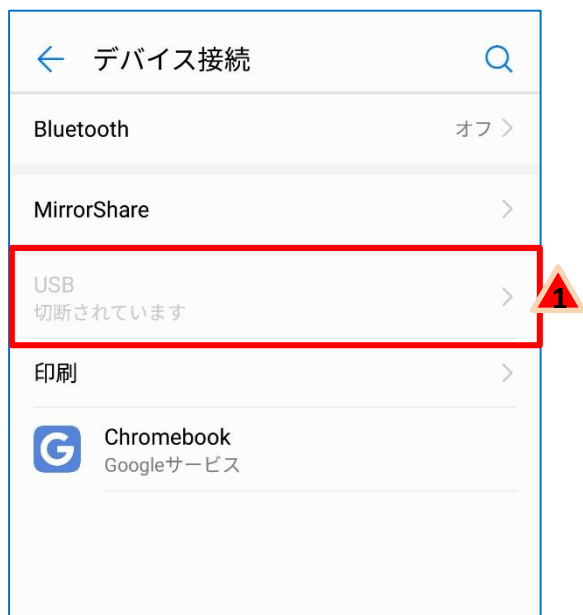 デバイス接続
Bluetooth オフ
MirrorShare
USB
切断されています
1
印刷
Chromebook
Googleサービス